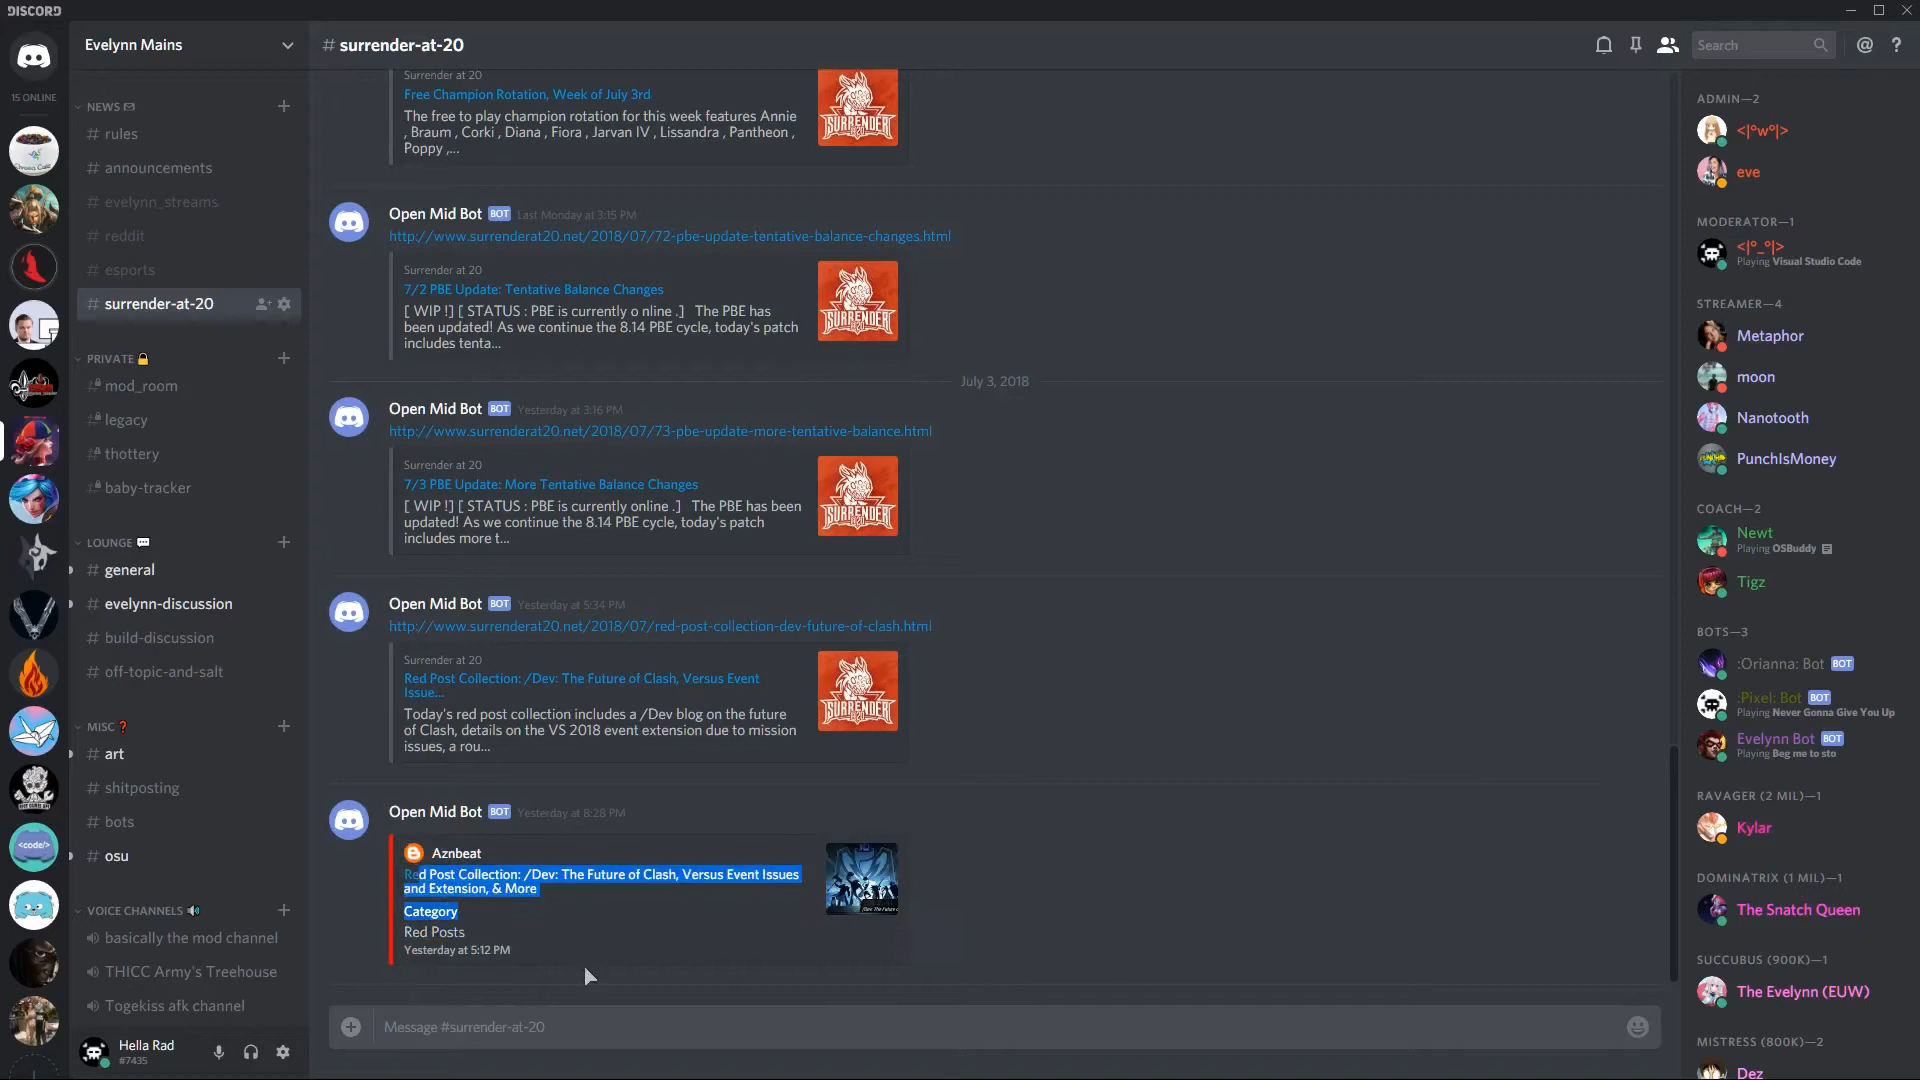 DISCORD
Evelynn Mains
# surrender-at-20
Search
@
?
15 ONLINE
NEWS
# rules
# announcements
# evelynn_streams
# reddit
# esports
# surrender-at-20
PRIVATE
mod_room
legacy
thottery
baby-tracker
LOUNGE
# general
# evelynn-discussion
# build-discussion
# off-topic-and-salt
MISC
# art
# shitposting
# bots
# osu
VOICE CHANNELS
basically the mod channel
THICC Army's Treehouse
Togekiss afk channel
Hella Rad
#7435
<code/>
Surrender at 20
Free Champion Rotation, Week of July 3rd
The free to play champion rotation for this week features Annie
, Braum , Corki , Diana , Fiora , Jarvan IV , Lissandra , Pantheon ,
Poppy ,...
SURRENDER
Open Mid Bot BOT Last Monday at 3:15 PM
http://www.surrenderat20.net/2018/07/72-pbe-update-tentative-balance-changes.html
Surrender at 20
7/2 PBE Update: Tentative Balance Changes
[ WIP !] [ STATUS : PBE is currently o nline .]   The PBE has
been updated! As we continue the 8.14 PBE cycle, today's patch
includes tenta...
SURRENDER
July 3, 2018
Open Mid Bot BOT Yesterday at 3:16 PM
http://www.surrenderat20.net/2018/07/73-pbe-update-more-tentative-balance.html
Surrender at 20
7/3 PBE Update: More Tentative Balance Changes
[ WIP !] [ STATUS : PBE is currently online .]   The PBE has been
updated! As we continue the 8.14 PBE cycle, today's patch
includes more t...
SURRENDER
Open Mid Bot BOT Yesterday at 5:34 PM
http://www.surrenderat20.net/2018/07/red-post-collection-dev-future-of-clash.html
Surrender at 20
Red Post Collection: /Dev: The Future of Clash, Versus Event
Issue...
Today's red post collection includes a /Dev blog on the future
of Clash, details on the VS 2018 event extension due to mission
issues, a rou...
SURRENDER
Open Mid Bot BOT Yesterday at 8:28 PM
Aznbeat
Red Post Collection: /Dev: The Future of Clash, Versus Event Issues
and Extension, & More
Category
Red Posts
Yesterday at 5:12 PM
Message #surrender-at-20
ADMIN—2
<|°w°|>
eve
MODERATOR—1
<|°_°|>
Playing Visual Studio Code
STREAMER—4
Metaphor
moon
Nanotooth
PunchIsMoney
COACH—2
Newt
Playing OSBuddy
Tigz
BOTS—3
:Orianna: Bot BOT
:Pixel: Bot BOT
Playing Never Gonna Give You Up
Evelynn Bot BOT
Playing Beg me to sto
RAVAGER (2 MIL)—1
Kylar
DOMINATRIX (1 MIL)—1
The Snatch Queen
SUCCUBUS (900K)—1
The Evelynn (EUW)
MISTRESS (800K)—2
Dez